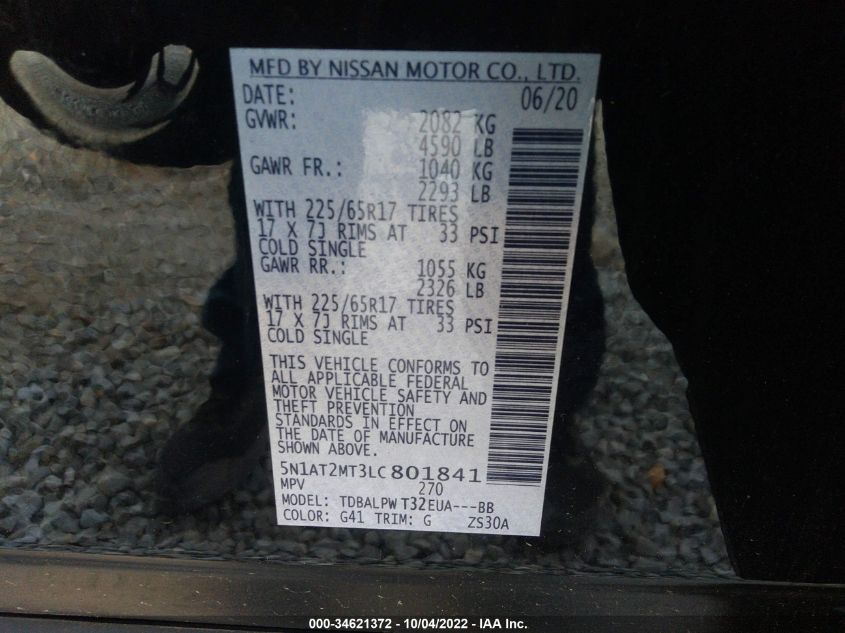 MFD BY NISSAN MOTOR CO., LTD.
DATE: 06/20
GVWR: 2082 KG
4590 LB
GAWR FR.: 1040 KG
2293 LB
WITH 225/65R17 TIRES
17 X 7J RIMS AT 33 PSI
COLD SINGLE
GAWR RR.: 1055 KG
2326 LB
WITH 225/65R17 TIRES
17 X 7J RIMS AT 33 PSI
COLD SINGLE
THIS VEHICLE CONFORMS TO
ALL APPLICABLE FEDERAL
MOTOR VEHICLE SAFETY AND
THEFT PREVENTION
STANDARDS IN EFFECT ON
THE DATE OF MANUFACTURE
SHOWN ABOVE.
5N1AT2MT3LC801841
MPV 270
MODEL: TDBALPW T32EUA---BB
COLOR: G41 TRIM: G ZS30A
000-34621372 - 10/04/2022 - IAA Inc.